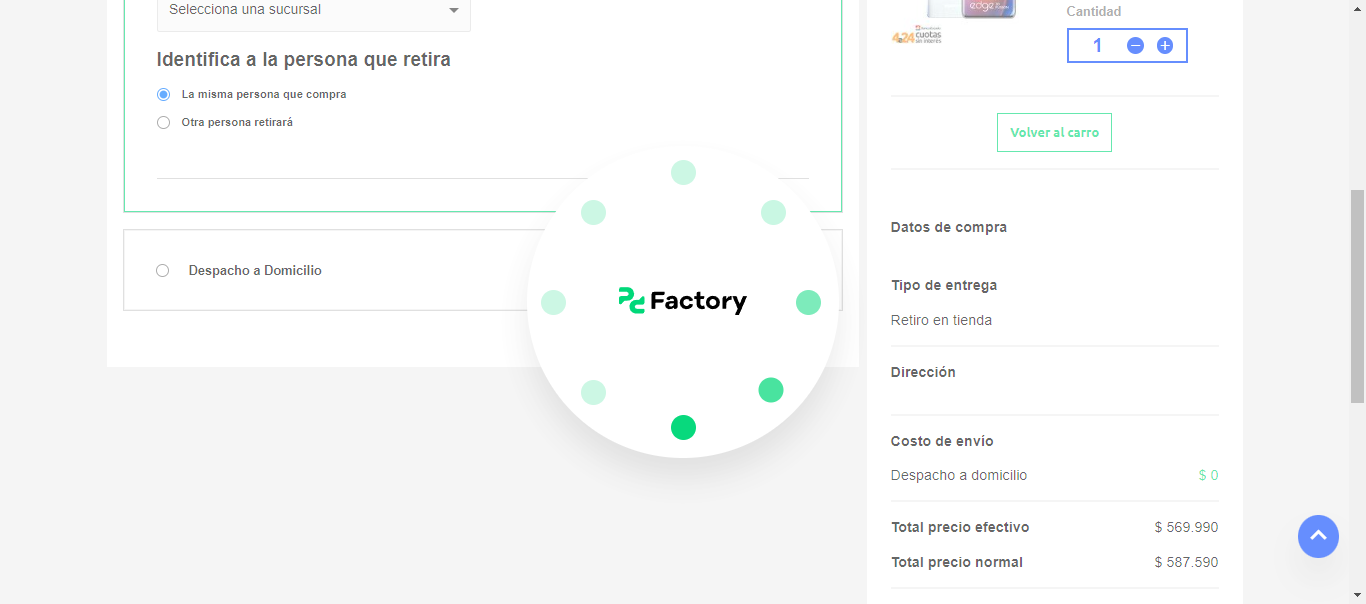 Selecciona una sucursal
Identifica a la persona que retira
La misma persona que compra
Otra persona retirará
Despacho a Domicilio
Factory
edge
4 a 24 cuotas
sin interés
Cantidad
1
Volver al carro
Datos de compra
Tipo de entrega
Retiro en tienda
Dirección
Costo de envío
Despacho a domicilio $ 0
Total precio efectivo $ 569.990
Total precio normal $ 587.590